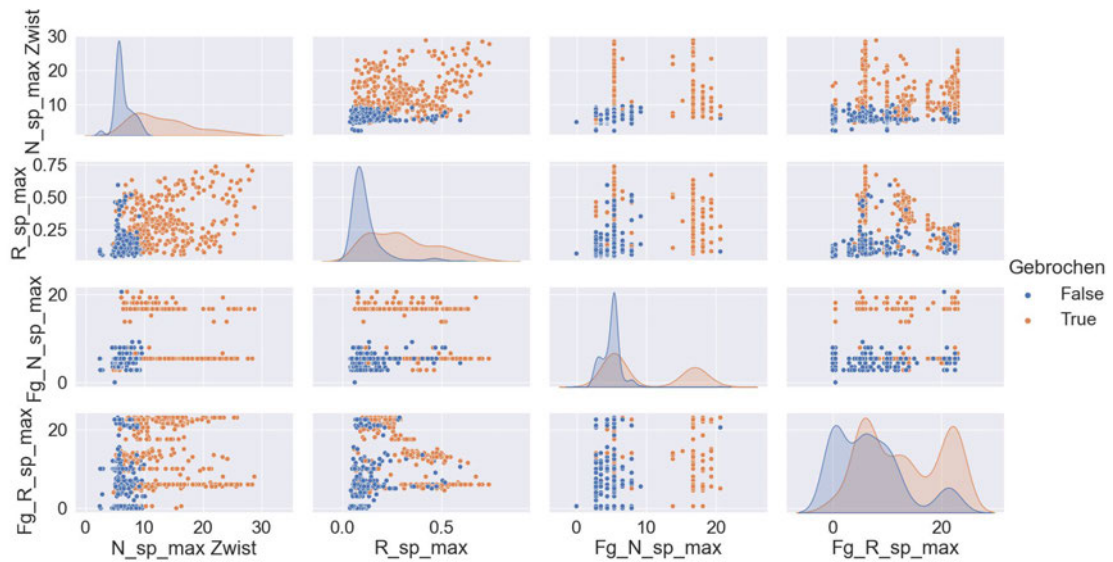 N_sp_max Zwist
30
20
10
R_sp_max
0.75
0.50
0.25
Fg_N_sp_max
20
0
Fg_R_sp_max
20
0
0 10 20 30
N_sp_max Zwist
0.0 0.5
R_sp_max
0 10 20
Fg_N_sp_max
0 20
Fg_R_sp_max
Gebrochen
False
True